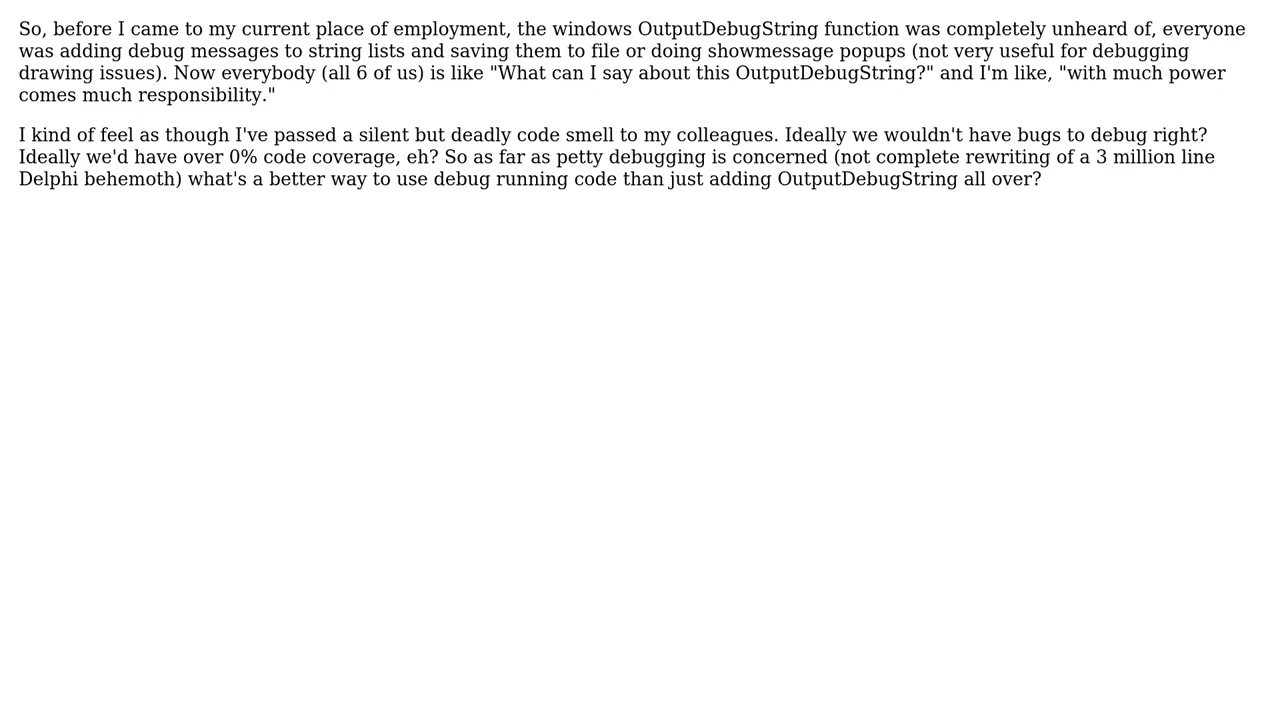 So, before I came to my current place of employment, the windows OutputDebugString function was completely unheard of, everyone
was adding debug messages to string lists and saving them to file or doing showmessage popups (not very useful for debugging
drawing issues). Now everybody (all 6 of us) is like "What can I say about this OutputDebugString?" and I'm like, "with much power
comes much responsibility."
I kind of feel as though I've passed a silent but deadly code smell to my colleagues. Ideally we wouldn't have bugs to debug right?
Ideally we'd have over 0% code coverage, eh? So as far as petty debugging is concerned (not complete rewriting of a 3 million line
Delphi behemoth) what's a better way to use debug running code than just adding OutputDebugString all over?